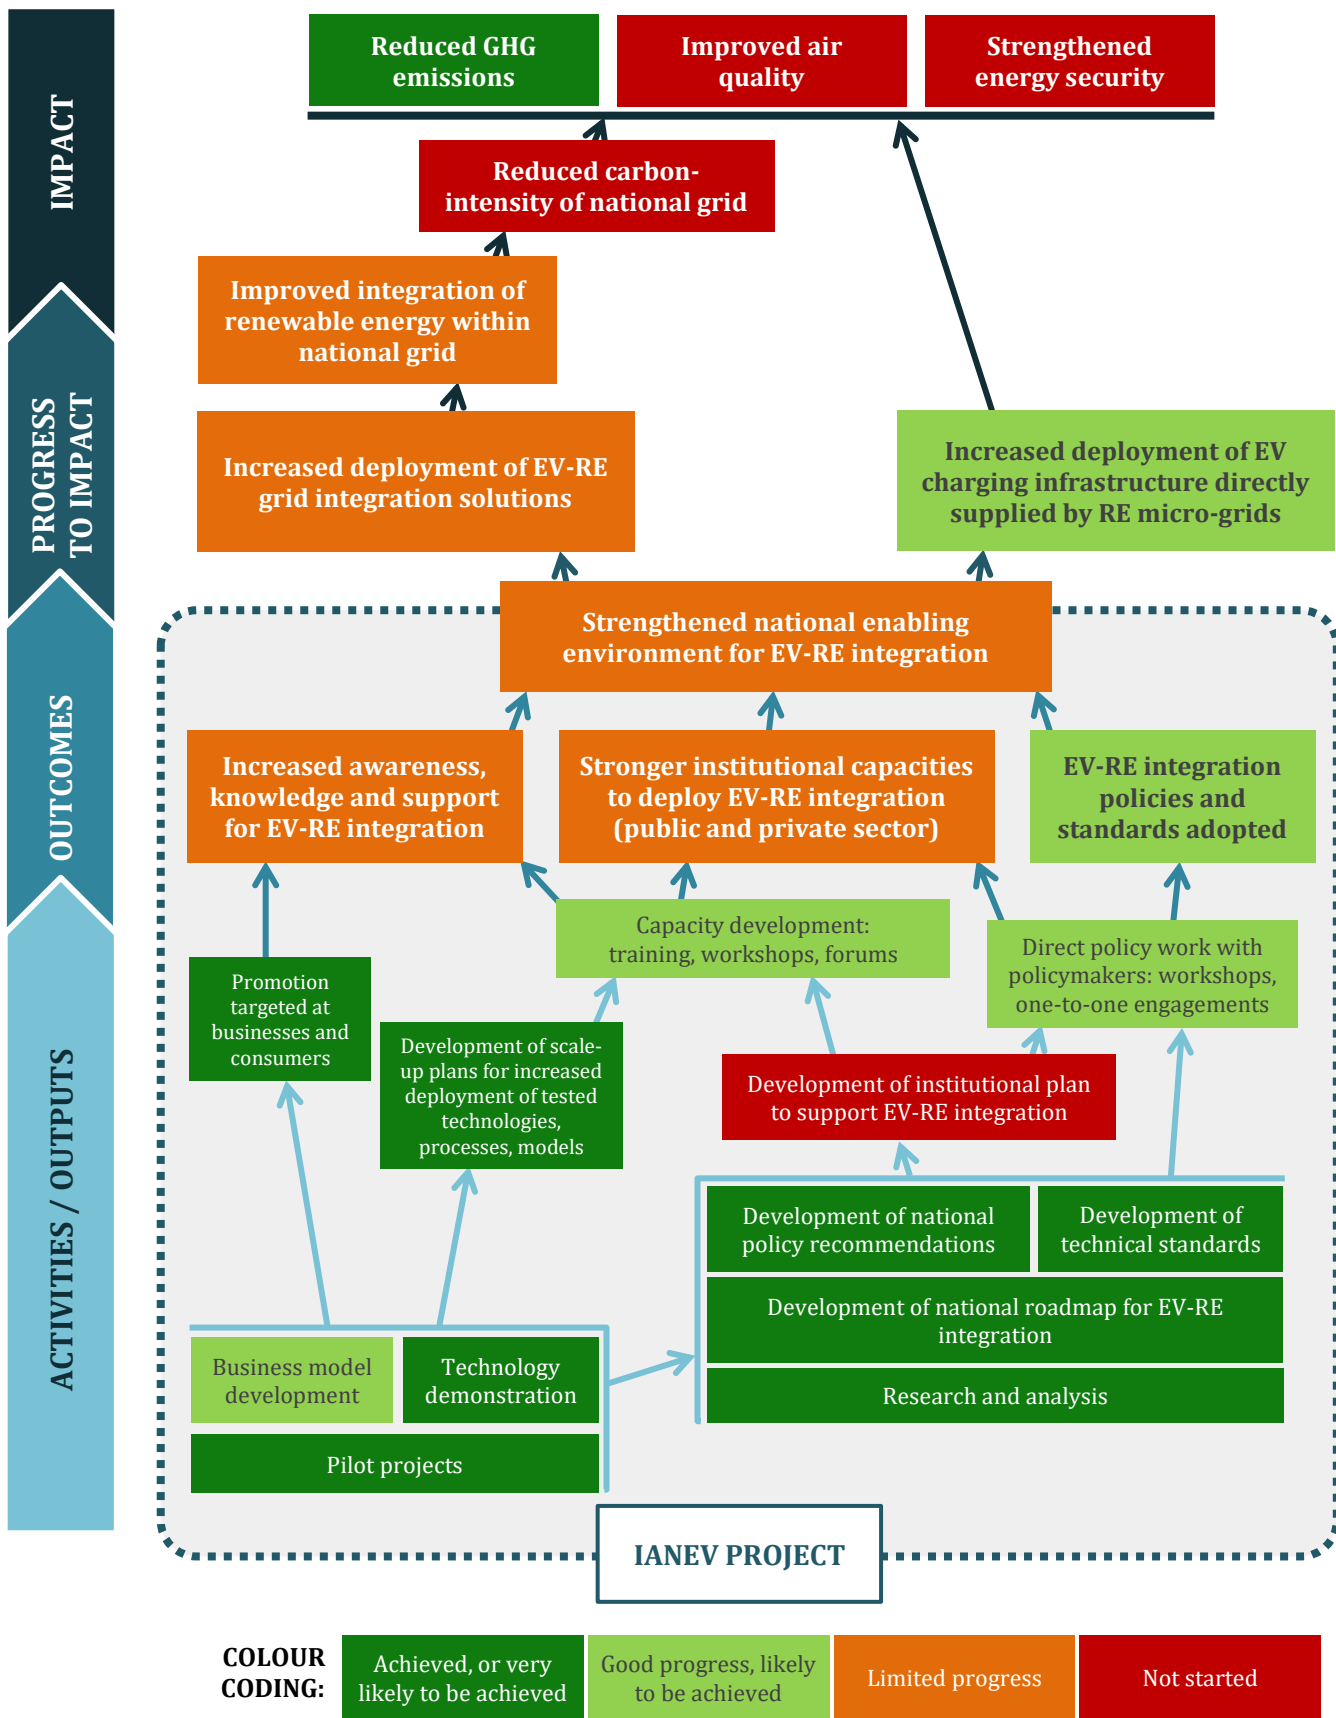 IMPACT
PROGRESS
TO IMPACT
OUTCOMES
ACTIVITIES / OUTPUTS
Reduced GHG
emissions
Improved air
quality
Strengthened
energy security
Reduced carbon-
intensity of national grid
Improved integration of
renewable energy within
national grid
Increased deployment of EV-RE
grid integration solutions
Increased deployment of EV
charging infrastructure directly
supplied by RE micro-grids
Strengthened national enabling
environment for EV-RE integration
Increased awareness,
knowledge and support
for EV-RE integration
Stronger institutional capacities
to deploy EV-RE integration
(public and private sector)
EV-RE integration
policies and
standards adopted
Capacity development:
training, workshops, forums
Direct policy work with
policymakers: workshops,
one-to-one engagements
Promotion
targeted at
businesses and
consumers
Development of scale-
up plans for increased
deployment of tested
technologies,
processes, models
Development of institutional plan
to support EV-RE integration
Development of national
policy recommendations
Development of
technical standards
Development of national roadmap for EV-RE
integration
Research and analysis
Business model
development
Technology
demonstration
Pilot projects
IANEV PROJECT
COLOUR
CODING:
Achieved, or very
likely to be achieved
Good progress, likely
to be achieved
Limited progress
Not started